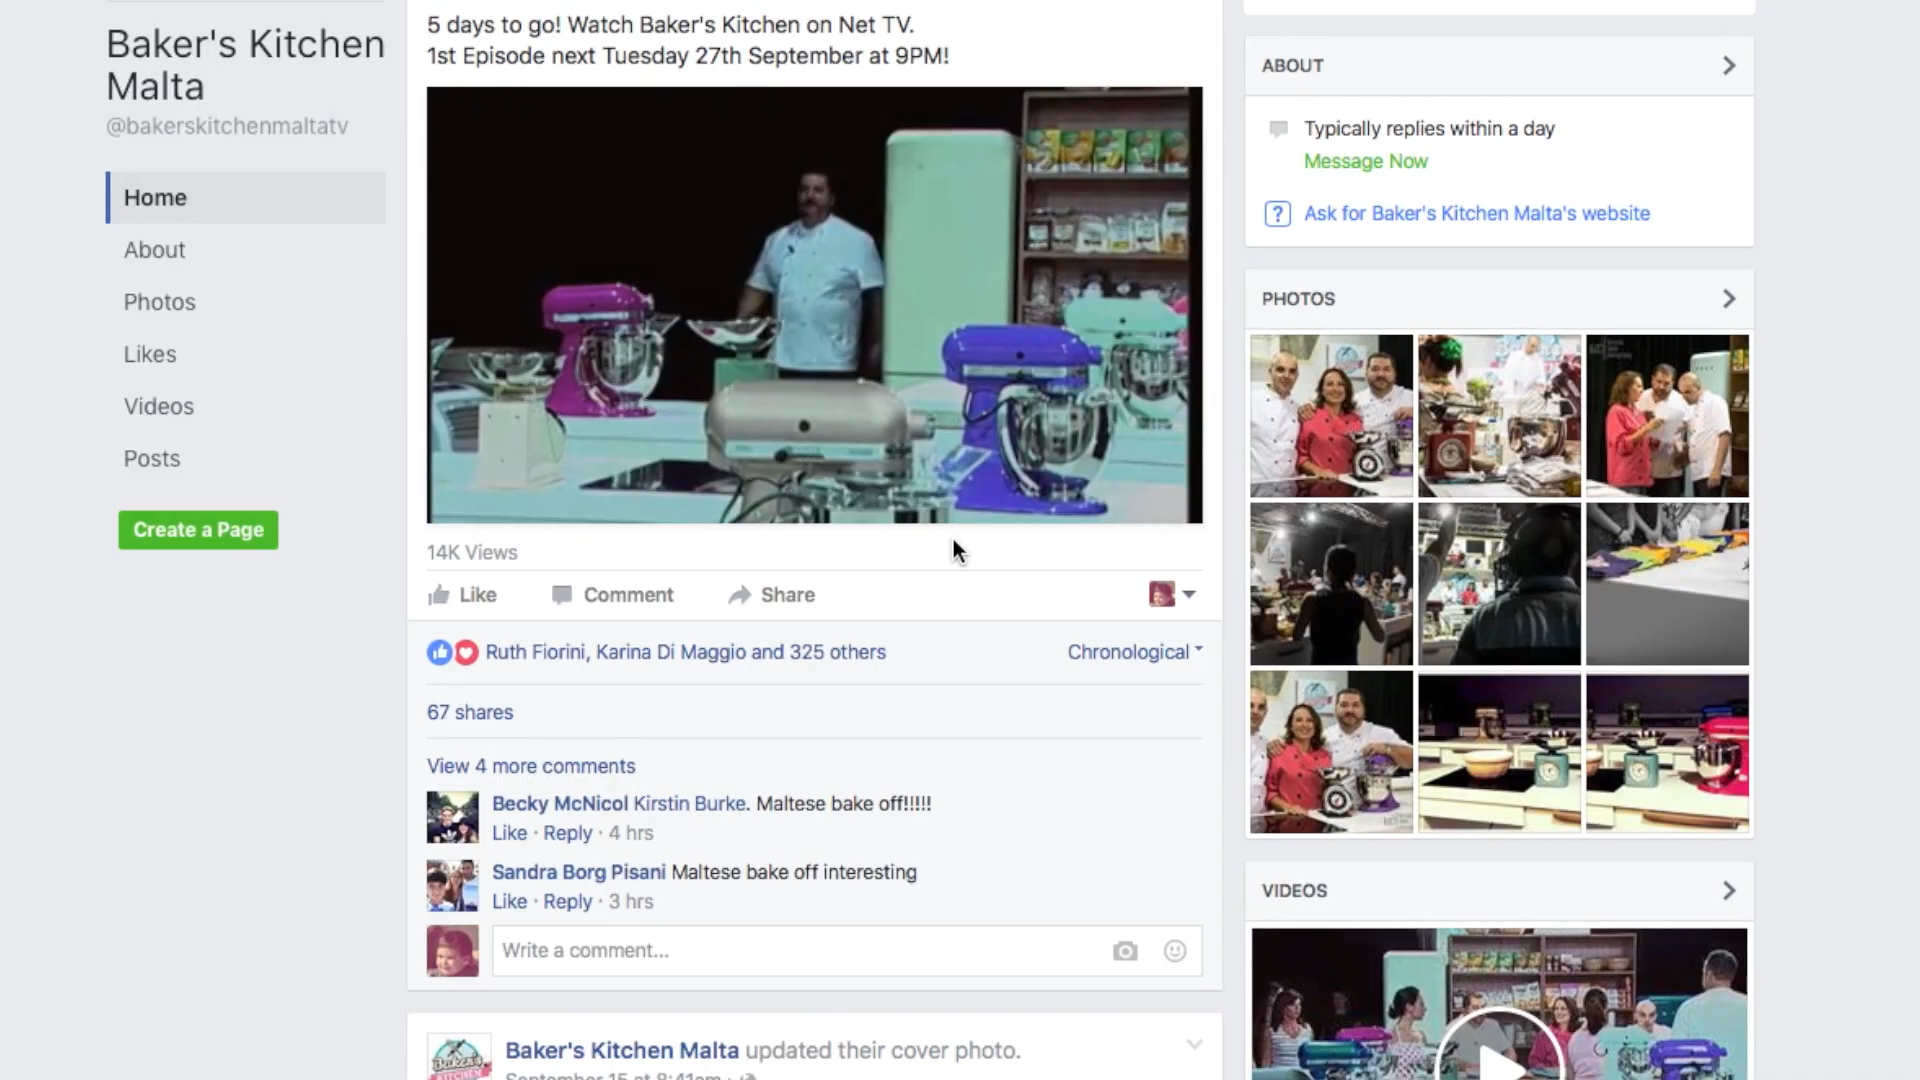 Baker's Kitchen
Malta
@bakerskitchenmaltatv
Home
About
Photos
Likes
Videos
Posts
Create a Page
5 days to go! Watch Baker's Kitchen on Net TV.
1st Episode next Tuesday 27th September at 9PM!
14K Views
Like
Comment
Share
Ruth Fiorini, Karina Di Maggio and 325 others
Chronological
67 shares
View 4 more comments
Becky McNicol Kirstin Burke. Maltese bake off!!!!!
Like · Reply · 4 hrs
Sandra Borg Pisani Maltese bake off interesting
Like · Reply · 3 hrs
Write a comment...
Baker's Kitchen Malta updated their cover photo.
September 15 at 8:41am ·
ABOUT
Typically replies within a day
Message Now
? Ask for Baker's Kitchen Malta's website
PHOTOS
VIDEOS